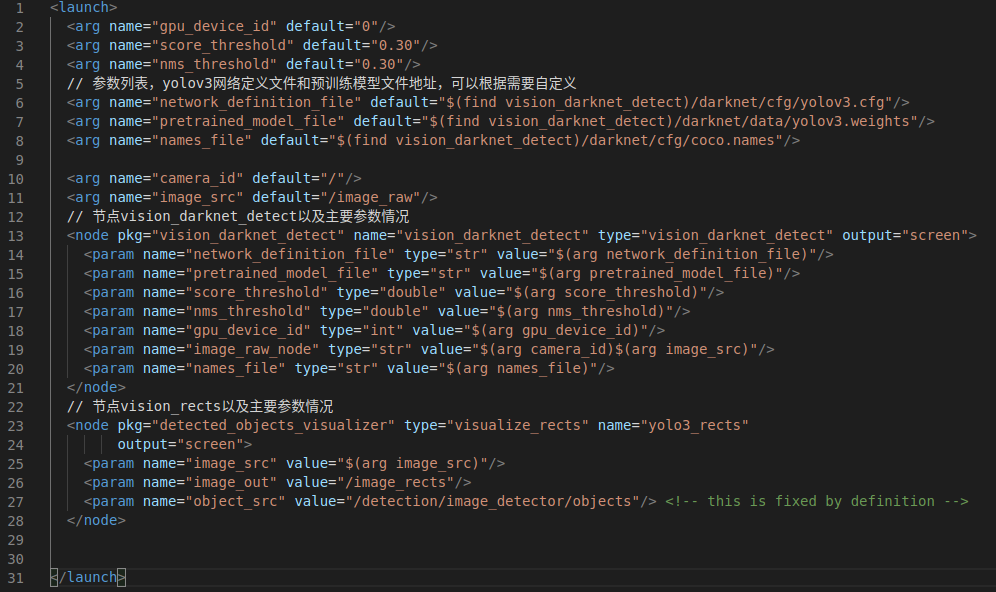 1 <launch>
2 <arg name="gpu_device_id" default="0"/>
3 <arg name="score_threshold" default="0.30"/>
4 <arg name="nms_threshold" default="0.30"/>
5 // 参数列表，yolov3网络定义文件和预训练模型文件地址，可以根据需要自定义
6 <arg name="network_definition_file" default="$(find vision_darknet_detect)/darknet/cfg/yolov3.cfg"/>
7 <arg name="pretrained_model_file" default="$(find vision_darknet_detect)/darknet/data/yolov3.weights"/>
8 <arg name="names_file" default="$(find vision_darknet_detect)/darknet/cfg/coco.names"/>
9
10 <arg name="camera_id" default="/"/>
11 <arg name="image_src" default="/image_raw"/>
12 // 节点vision_darknet_detect以及主要参数情况
13 <node pkg="vision_darknet_detect" name="vision_darknet_detect" type="vision_darknet_detect" output="screen">
14 <param name="network_definition_file" type="str" value="$(arg network_definition_file)"/>
15 <param name="pretrained_model_file" type="str" value="$(arg pretrained_model_file)"/>
16 <param name="score_threshold" type="double" value="$(arg score_threshold)"/>
17 <param name="nms_threshold" type="double" value="$(arg nms_threshold)"/>
18 <param name="gpu_device_id" type="int" value="$(arg gpu_device_id)"/>
19 <param name="image_raw_node" type="str" value="$(arg camera_id)$(arg image_src)"/>
20 <param name="names_file" type="str" value="$(arg names_file)"/>
21 </node>
22 // 节点vision_rects以及主要参数情况
23 <node pkg="detected_objects_visualizer" type="visualize_rects" name="yolo3_rects"
24 output="screen">
25 <param name="image_src" value="$(arg image_src)"/>
26 <param name="image_out" value="/image_rects"/>
27 <param name="object_src" value="/detection/image_detector/objects"/> <!-- this is fixed by definition -->
28 </node>
29
30
31 </launch>